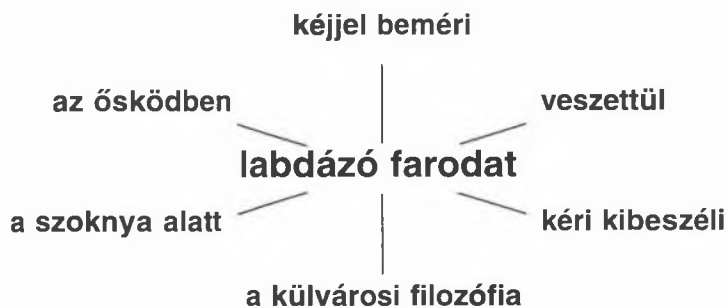 kéjjel beméri
az ősködben
veszettül
labdázó farodat
a szoknya alatt
kéri kibeszéli
a külvárosi filozófia